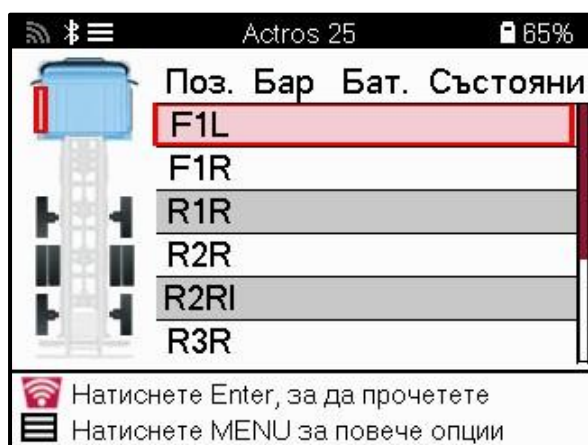 Actros 25 65%
Поз. Бар Бат. Състояни
F1L
F1R
R1R
R2R
R2RI
R3R
Натиснете Enter, за да прочетете
Натиснете MENU за повече опции